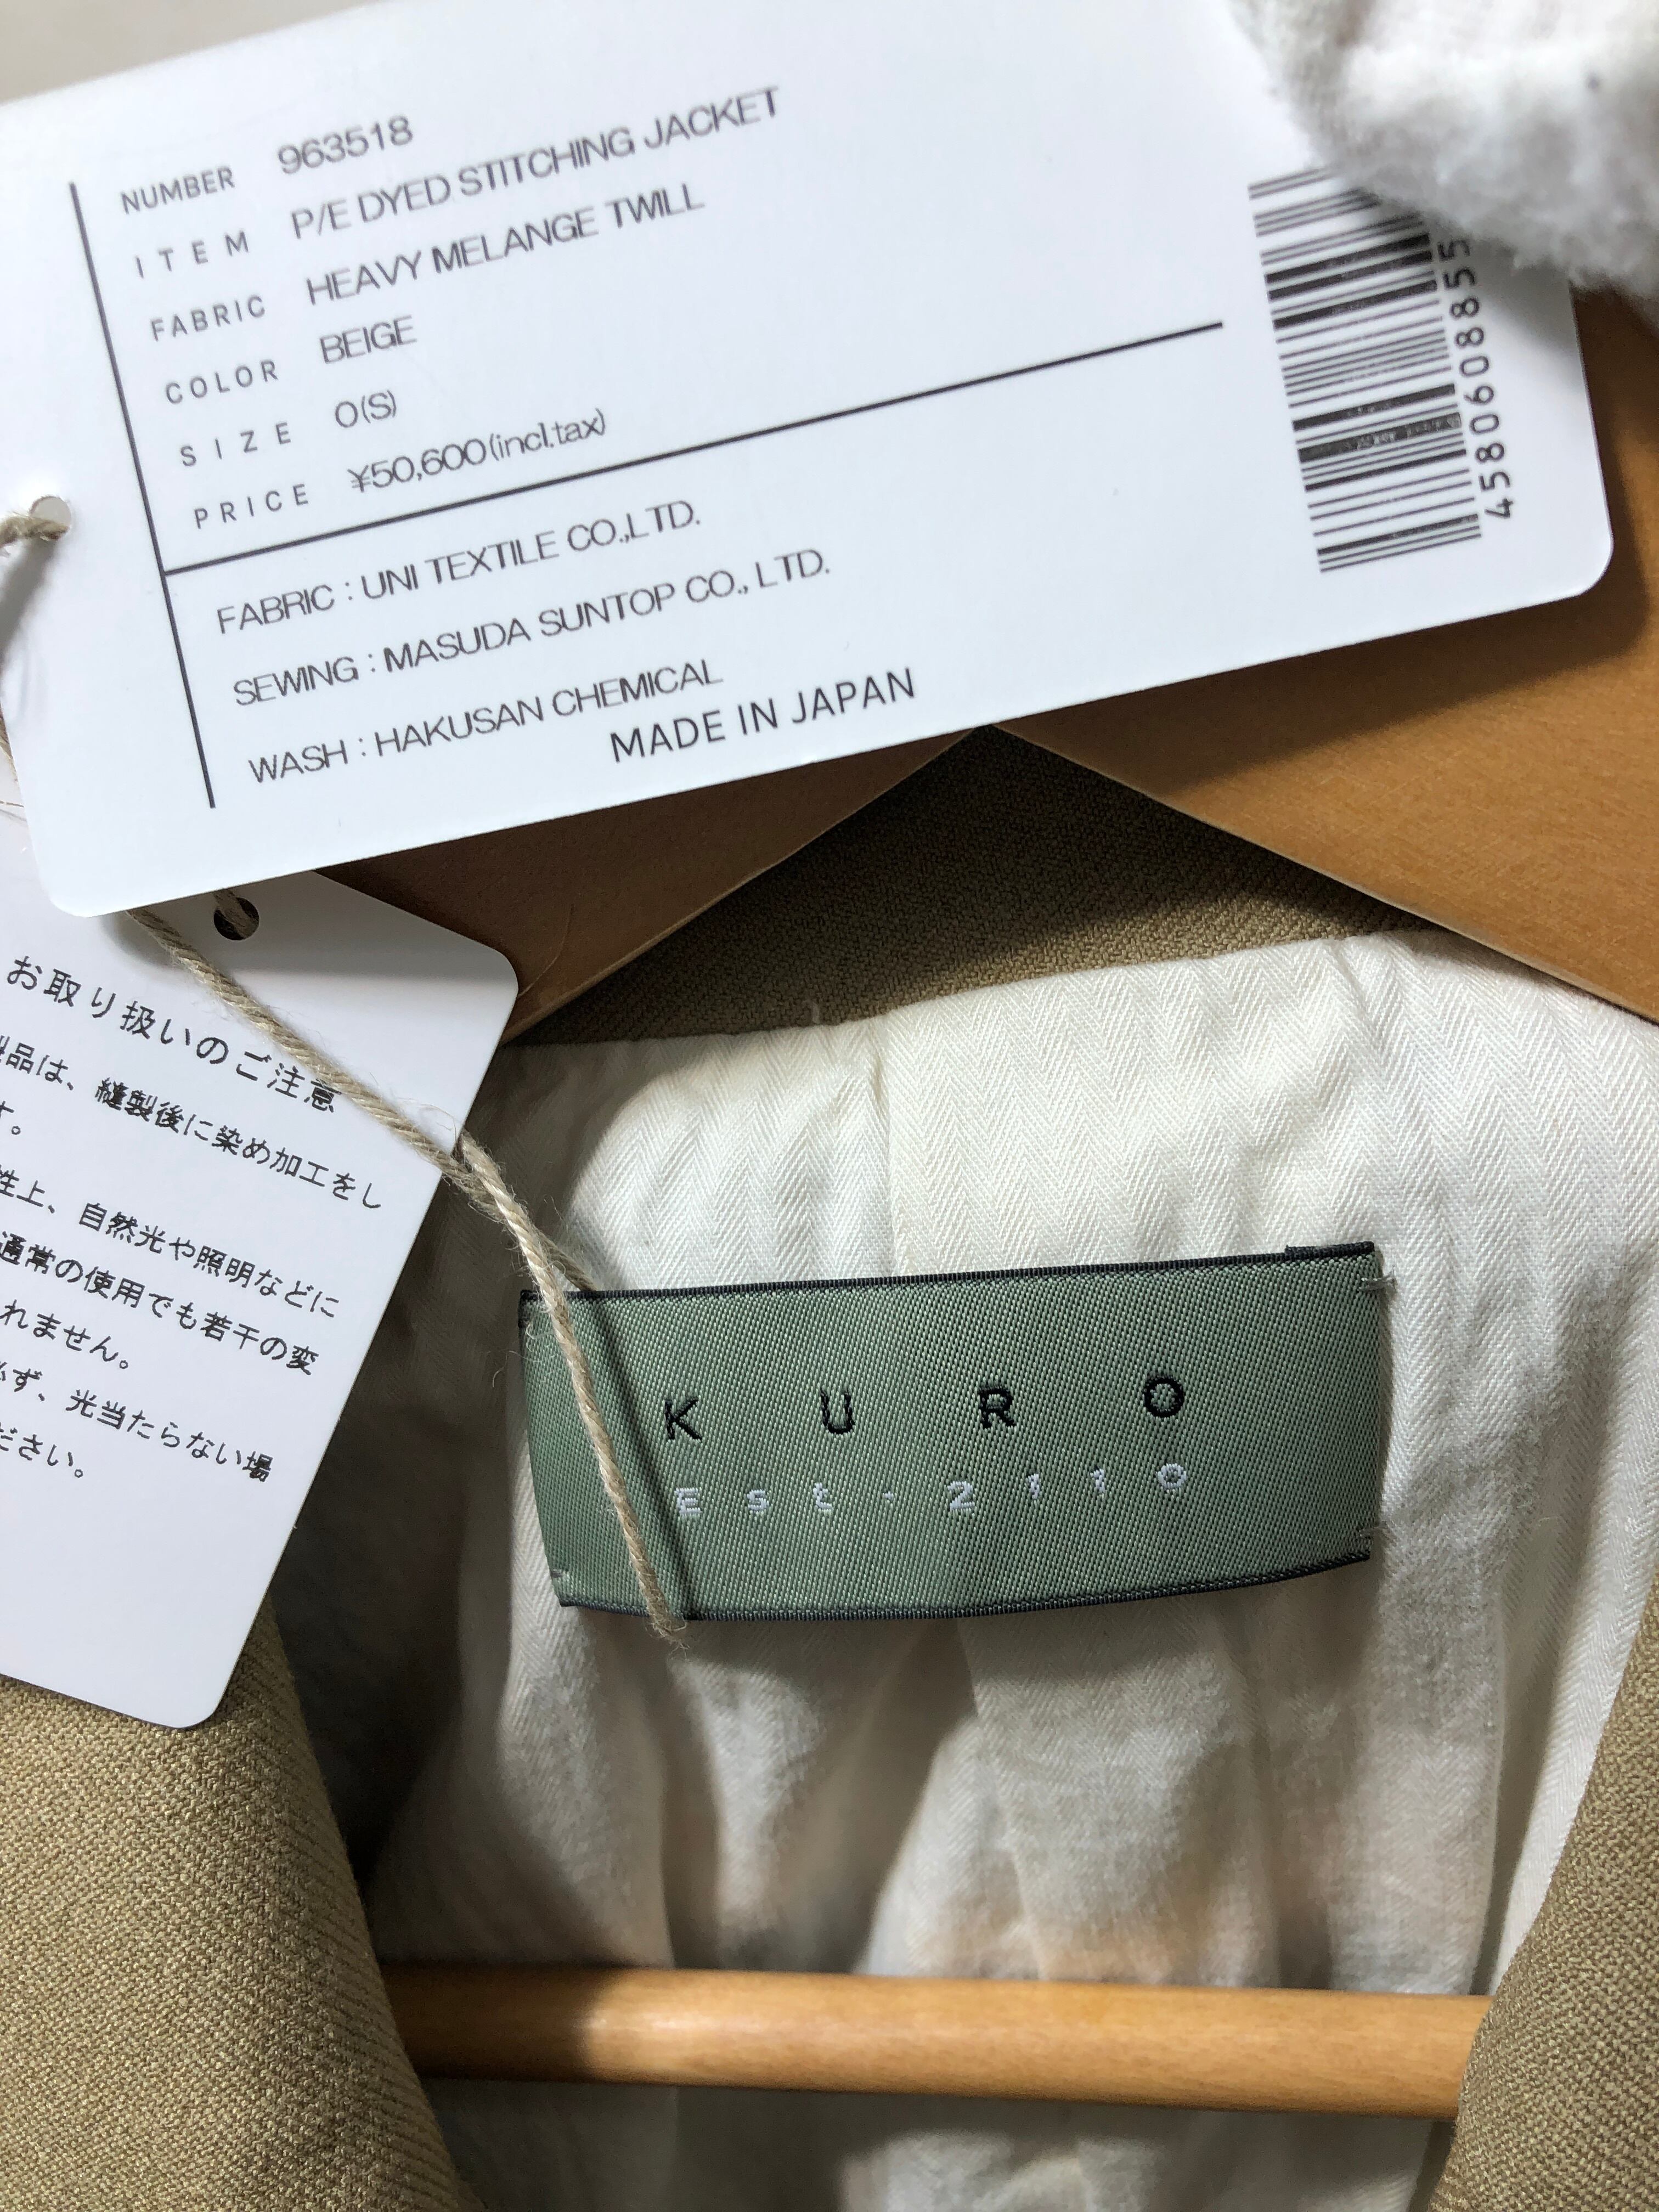 NUMBER 963518
ITEM P/E DYED STITCHING JACKET
FABRIC HEAVY MELANGE TWILL
COLOR BEIGE
SIZE O(S)
PRICE ¥50,600(incl.tax)
FABRIC : UNI TEXTILE CO.,LTD.
SEWING : MASUDA SUNTOP CO., LTD.
WASH : HAKUSAN CHEMICAL
MADE IN JAPAN
4580608855
お取り扱いのご注意
品は、縫製後に染め加工をし
す。
性上、自然光や照明などに
通常の使用でも若干の変
れません。
必ず、光当たらない場
ださい。
KURO
Est-2110